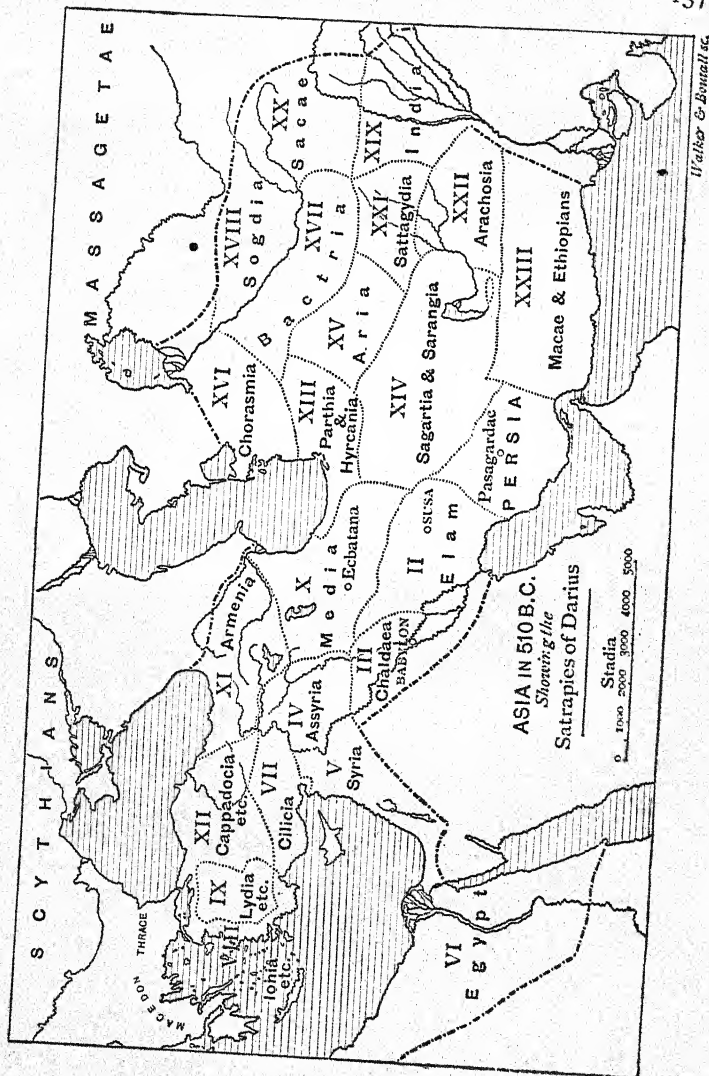 SCYTHIANS
MASSAGETAE
MACEDON
THRACE
VIII
Ionia
etc.
IX
Lydia
etc.
XII
Cappadocia
etc.
VII
Cilicia
XI
Armenia
IV
Assyria
V
Syria
VI
Egypt
III
Chaldaea
BABYLON
X
Media
Ecbatana
II
Elam
SUSA
Pasagardae
PERSIA
XVI
Chorasmia
XIII
Parthia
&
Hyrcania
XIV
Sagartia & Sarangia
XV
Aria
XVII
Bactria
XVIII
Sogdia
XX
Sacae
XIX
India
XXI
Sattagydia
XXII
Arachosia
XXIII
Macae & Ethiopians
ASIA IN 510 B.C.
Showing the
Satrapies of Darius
Stadia
0 1000 2000 3000 4000 5000
Walker & Boutall sc.